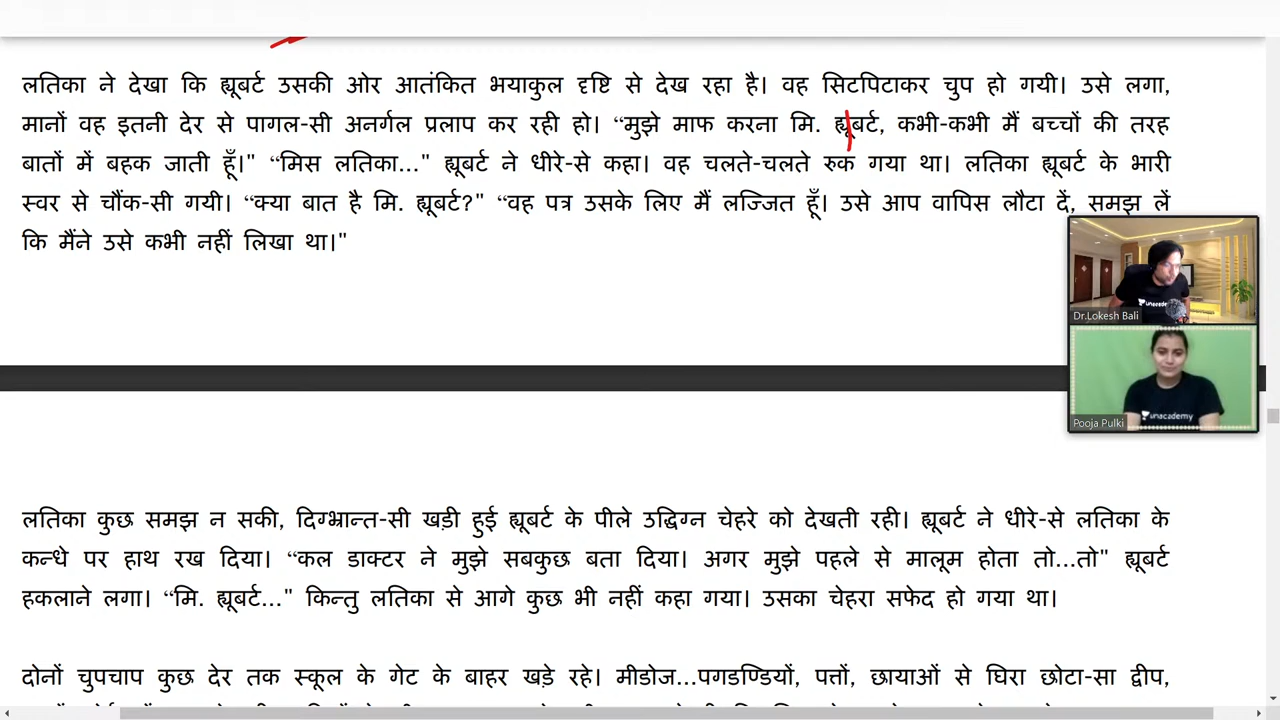 लतिका ने देखा कि ह्यूबर्ट उसकी ओर आतंकित भयाकुल दृष्टि से देख रहा है। वह सिटपिटाकर चुप हो गयी। उसे लगा,
मानों वह इतनी देर से पागल-सी अनर्गल प्रलाप कर रही हो। “मुझे माफ करना मि. ह्यूबर्ट, कभी-कभी मैं बच्चों की तरह
बातों में बहक जाती हूँ।" “मिस लतिका..." ह्यूबर्ट ने धीरे-से कहा। वह चलते-चलते रुक गया था। लतिका ह्यूबर्ट के भारी
स्वर से चौंक-सी गयी। “क्या बात है मि. ह्यूबर्ट?" “वह पत्र उसके लिए मैं लज्जित हूँ। उसे आप वापिस लौटा दें, समझ लें
कि मैंने उसे कभी नहीं लिखा था।"
unacademy
Dr.Lokesh Bali
unacademy
Pooja Pulki
लतिका कुछ समझ न सकी, दिग्भ्रान्त-सी खड़ी हुई ह्यूबर्ट के पीले उद्विग्न चेहरे को देखती रही। ह्यूबर्ट ने धीरे-से लतिका के
कन्धे पर हाथ रख दिया। “कल डाक्टर ने मुझे सबकुछ बता दिया। अगर मुझे पहले से मालूम होता तो...तो" ह्यूबर्ट
हकलाने लगा। “मि. ह्यूबर्ट..." किन्तु लतिका से आगे कुछ भी नहीं कहा गया। उसका चेहरा सफेद हो गया था।
दोनों चुपचाप कुछ देर तक स्कूल के गेट के बाहर खड़े रहे। मीडोज...पगडण्डियों, पत्तों, छायाओं से घिरा छोटा-सा द्वीप,